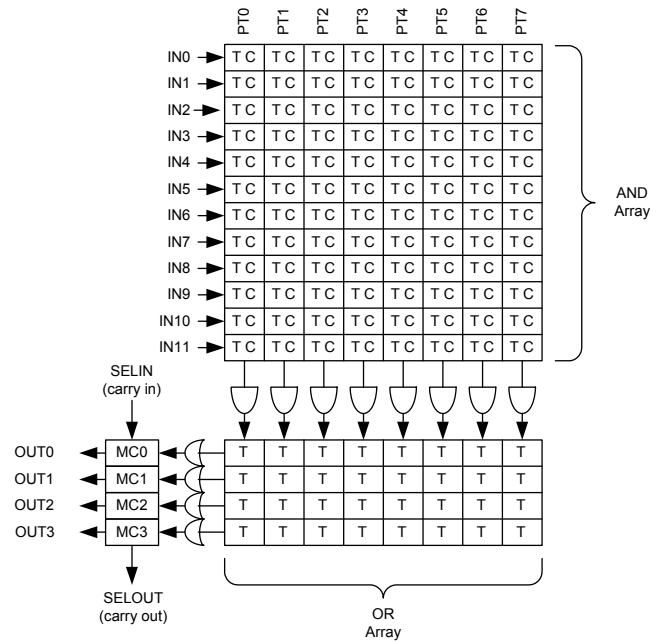 PT0 PT1 PT2 PT3 PT4 PT5 PT6 PT7
IN0 T C T C T C T C T C T C T C T C
IN1 T C T C T C T C T C T C T C T C
IN2 T C T C T C T C T C T C T C T C
IN3 T C T C T C T C T C T C T C T C
IN4 T C T C T C T C T C T C T C T C
IN5 T C T C T C T C T C T C T C T C
IN6 T C T C T C T C T C T C T C T C
IN7 T C T C T C T C T C T C T C T C
IN8 T C T C T C T C T C T C T C T C
IN9 T C T C T C T C T C T C T C T C
IN10 T C T C T C T C T C T C T C T C
IN11 T C T C T C T C T C T C T C T C
AND
Array
SELIN
(carry in)
OUT0 MC0 T T T T T T T T
OUT1 MC1 T T T T T T T T
OUT2 MC2 T T T T T T T T
OUT3 MC3 T T T T T T T T
SELOUT
(carry out)
OR
Array